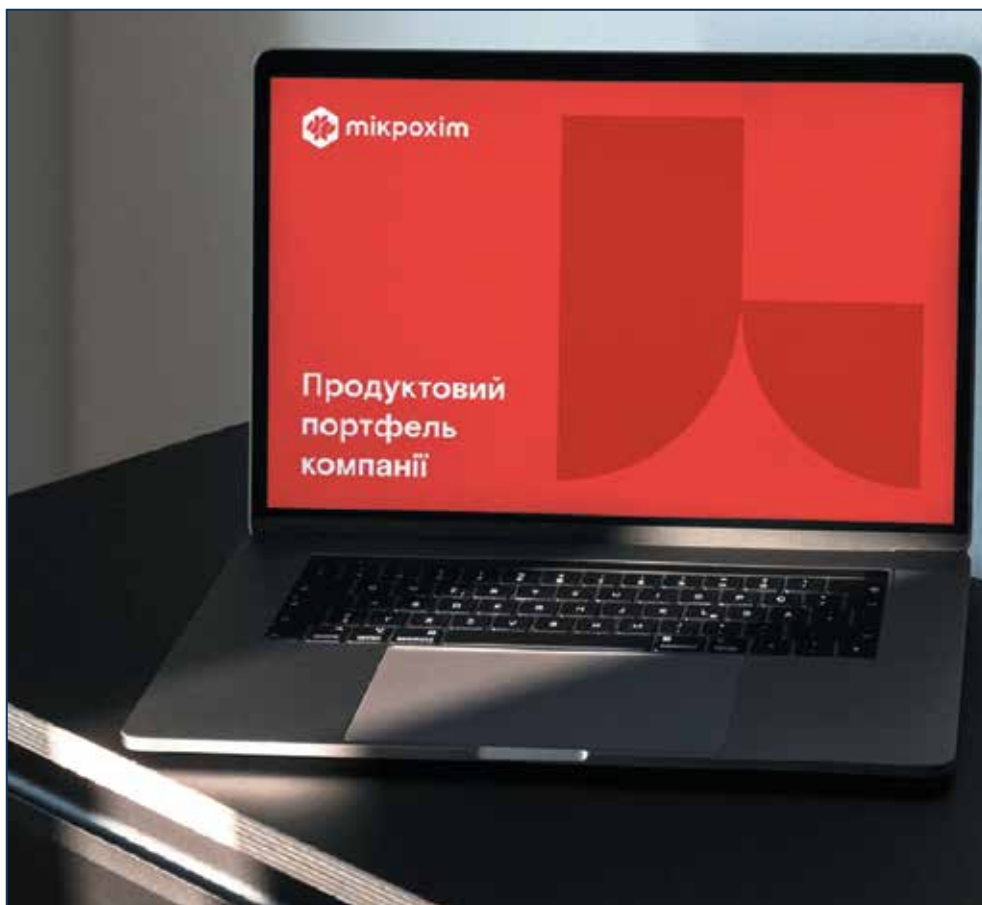 мікрохім
Продуктовий
портфель
компанії